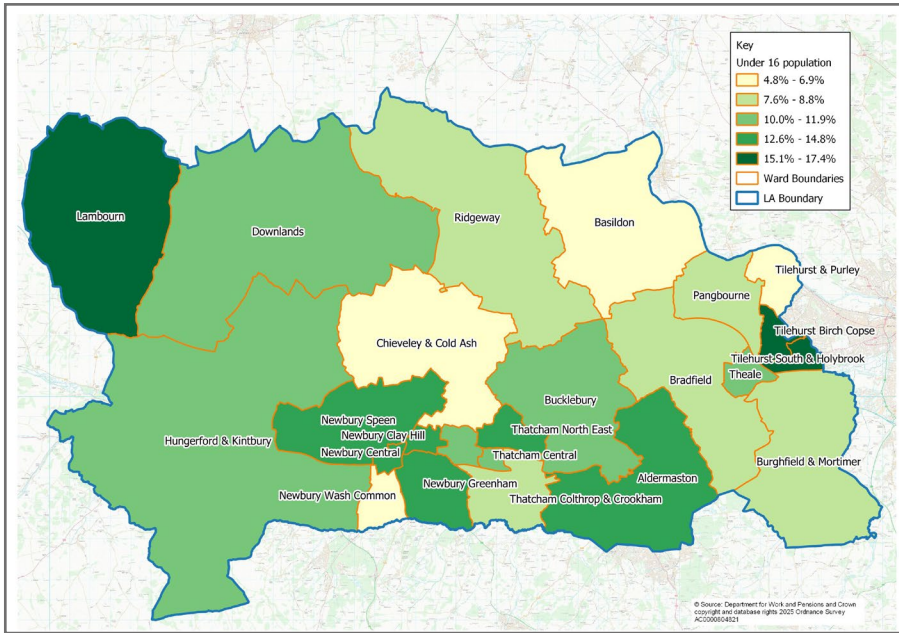 Key
Under 16 population
4.8% - 6.9%
7.6% - 8.8%
10.0% - 11.9%
12.6% - 14.8%
15.1% - 17.4%
Ward Boundaries
LA Boundary
Lambourn
Downlands
Ridgeway
Basildon
Tilehurst & Purley
Pangbourne
Tilehurst Birch Copse
Chieveley & Cold Ash
Tilehurst South & Holybrook
Theale
Bradfield
Bucklebury
Newbury Speen
Thatcham North East
Newbury Clay Hill
Hungerford & Kintbury
Newbury Central
Thatcham Central
Burghfield & Mortimer
Aldermaston
Newbury Greenham
Newbury Wash Common
Thatcham Colthrop & Crookham
© Source: Department for Work and Pensions and Crown
copyright and database rights 2025 Ordnance Survey
AC0000804821